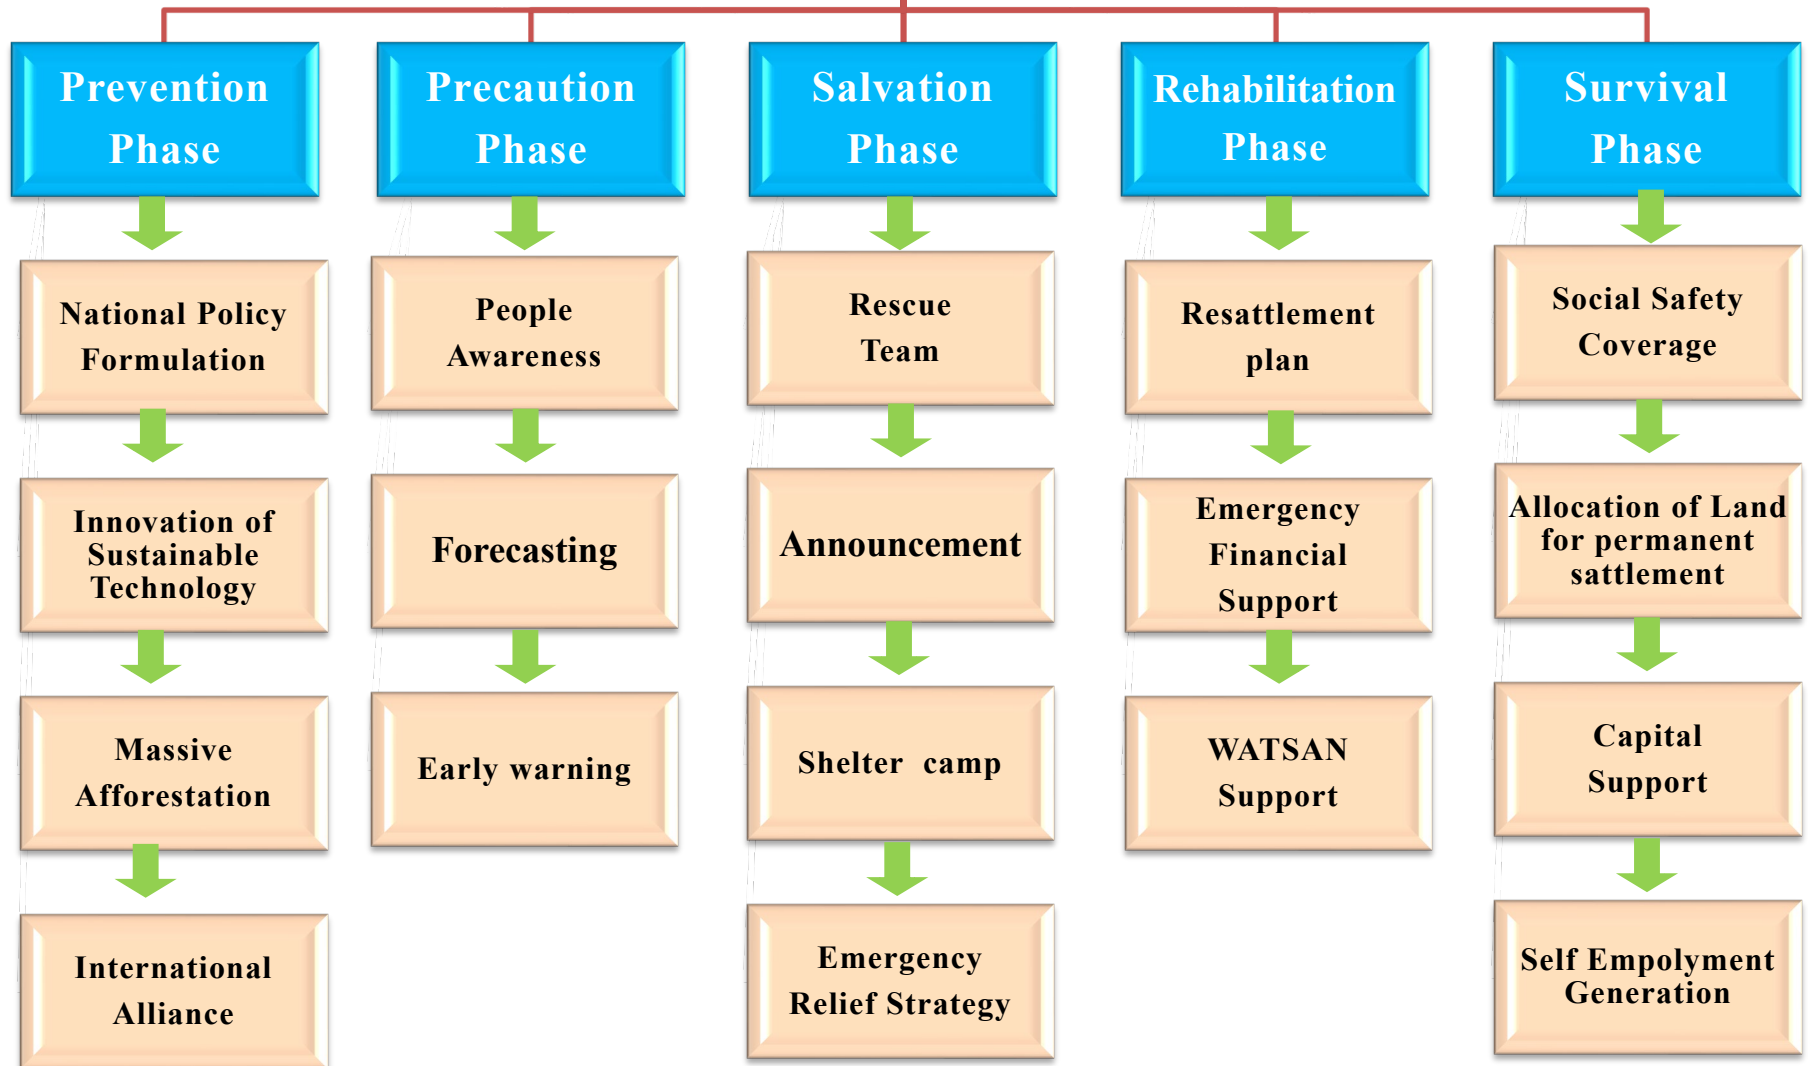 Prevention
Phase
Precaution
Phase
Salvation
Phase
Rehabilitation
Phase
Survival
Phase
National Policy
Formulation
Innovation of
Sustainable
Technology
Massive
Afforestation
International
Alliance
People
Awareness
Forecasting
Early warning
Rescue
Team
Announcement
Shelter camp
Emergency
Relief Strategy
Resattlement
plan
Emergency
Financial
Support
WATSAN
Support
Social Safety
Coverage
Allocation of Land
for permanent
sattlement
Capital
Support
Self Empolyment
Generation